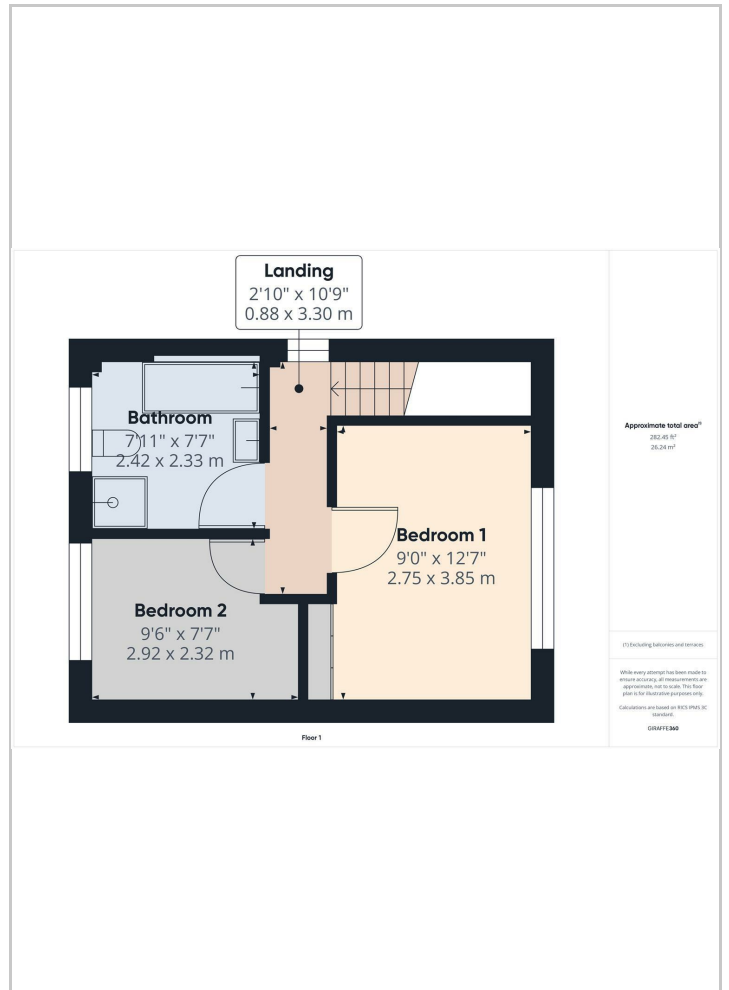 Landing
2'10" x 10'9"
0.88 x 3.30 m
Bathroom
7'11" x 7'7"
2.42 x 2.33 m
Bedroom 1
9'0" x 12'7"
2.75 x 3.85 m
Bedroom 2
9'6" x 7'7"
2.92 x 2.32 m
Floor 1
Approximate total area⁽¹⁾
282.45 ft²
26.24 m²
(1) Excluding balconies and terraces
While every attempt has been made to
ensure accuracy, all measurements are
approximate, not to scale. This floor
plan is for illustrative purposes only.
Calculations are based on RICS IPMS 3C
standard.
GIRAFFE360